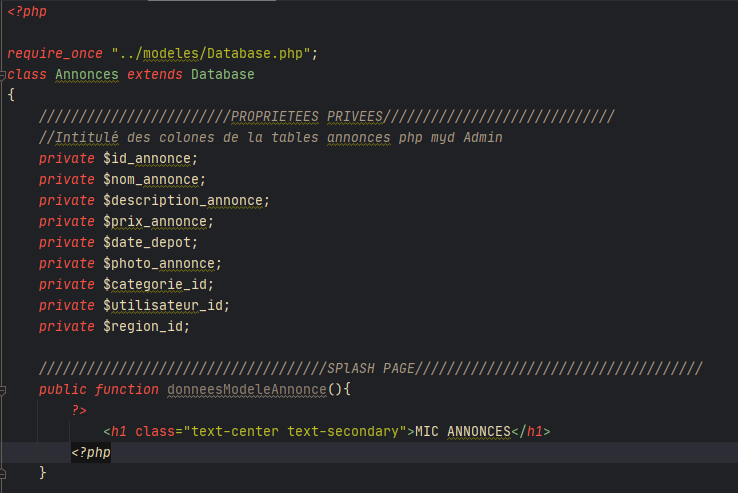 <?php
require_once "../modeles/Database.php";
class Annonces extends Database
{
////////////////////////PROPRIETEES PRIVEES/////////////////////////////
//Intitulé des colones de la tables annonces php myd Admin
private $id_annonce;
private $nom_annonce;
private $description_annonce;
private $prix_annonce;
private $date_depot;
private $photo_annonce;
private $categorie_id;
private $utilisateur_id;
private $region_id;
////////////////////////////////////SPlASH PAGE////////////////////////////////////
public function donneesModeleAnnonce(){
?>
<h1 class="text-center text-secondary">MIC ANNONCES</h1>
<?php
}